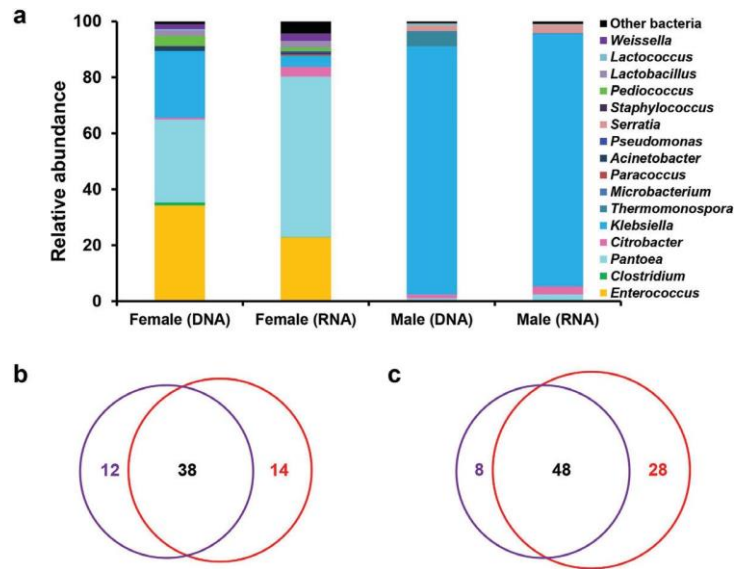 a
Relative abundance
100
80
60
40
20
0
Female (DNA)
Female (RNA)
Male (DNA)
Male (RNA)
Other bacteria
Weissella
Lactococcus
Lactobacillus
Pediococcus
Staphylococcus
Serratia
Pseudomonas
Acinetobacter
Paracoccus
Microbacterium
Thermomonospora
Klebsiella
Citrobacter
Pantoea
Clostridium
Enterococcus
b
12
38
14
c
8
48
28